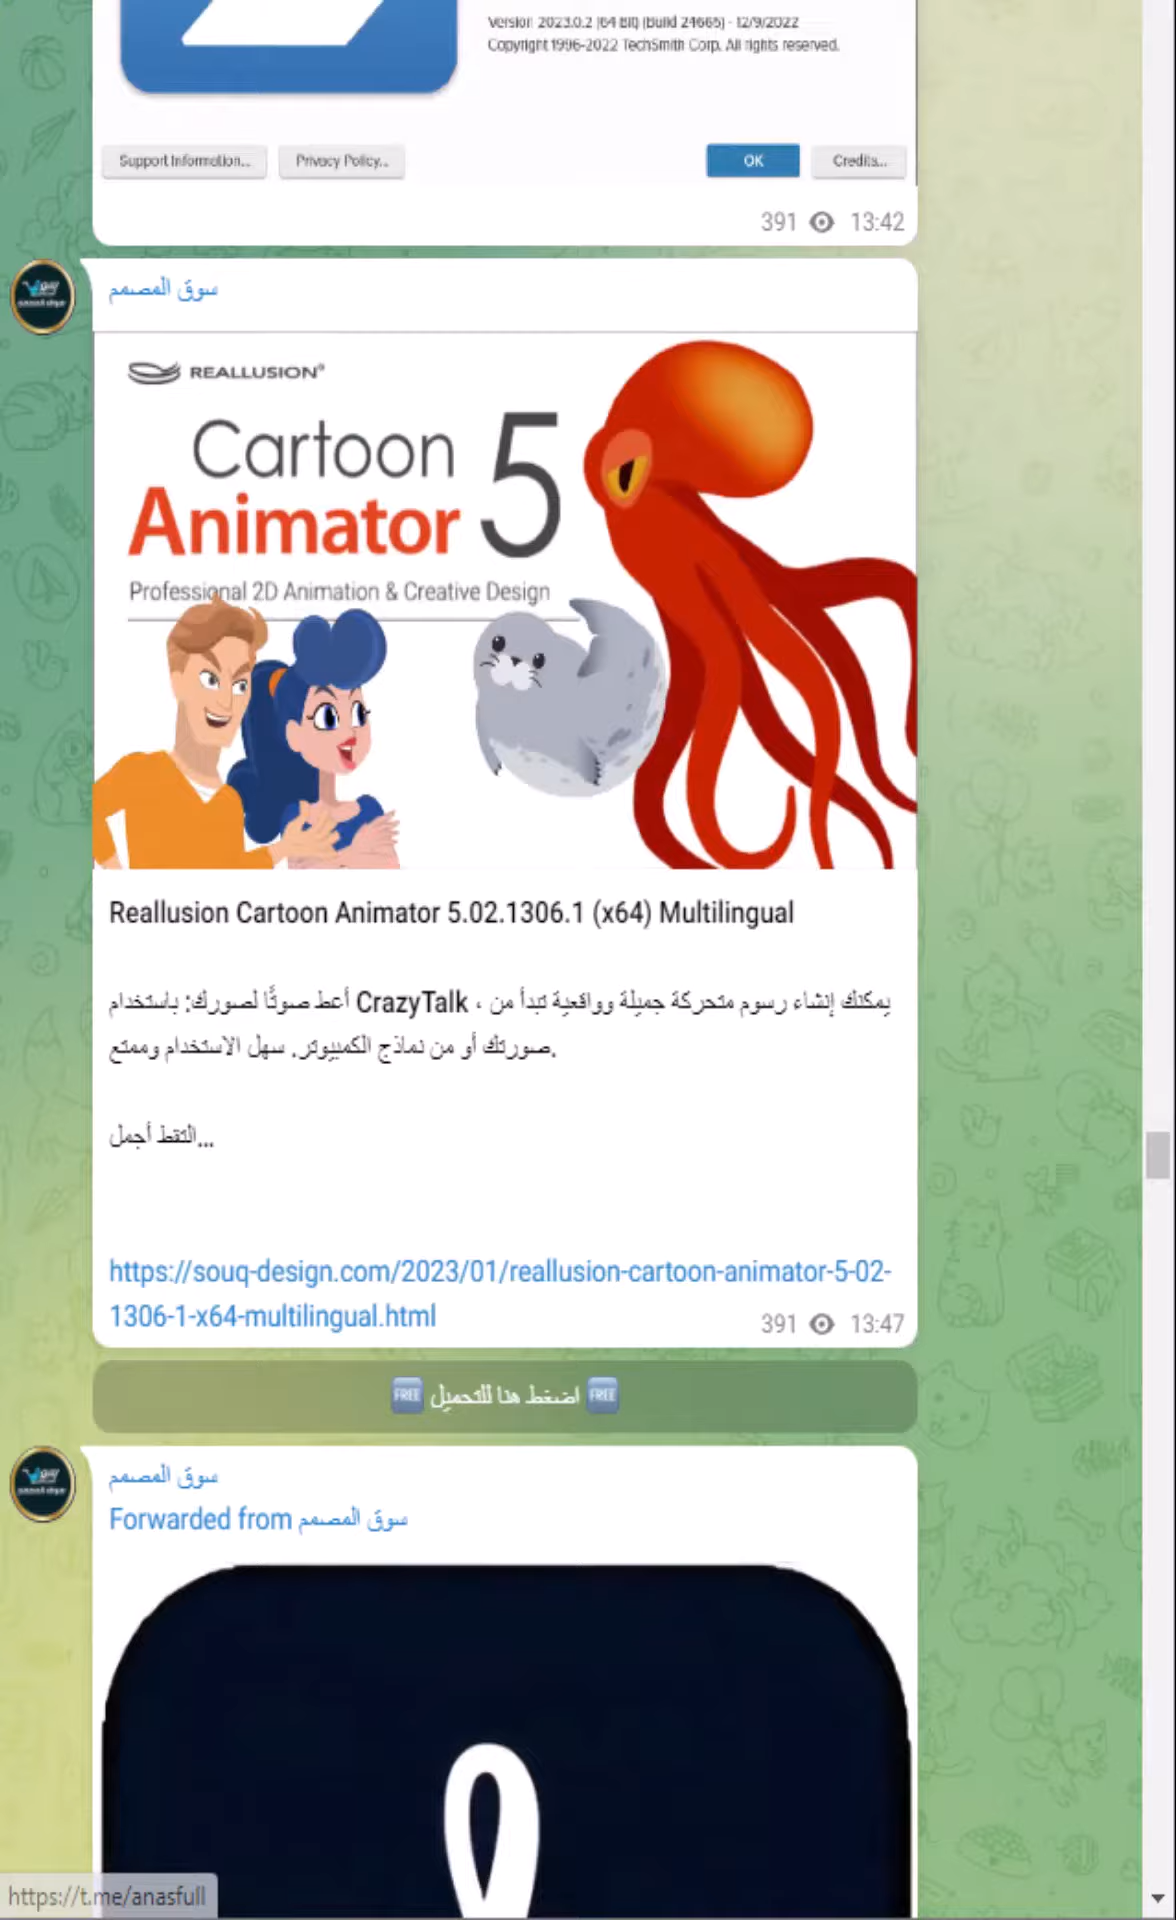 Version 2023.0.2 (64 Bit) (Build 24665) - 12/9/2022
Copyright 1996-2022 TechSmith Corp. All rights reserved.
Support Information...
Privacy Policy...
OK
Credits...
391 13:42
سوق المصمم
REALLUSION®
Cartoon
Animator 5
Professional 2D Animation & Creative Design
Reallusion Cartoon Animator 5.02.1306.1 (x64) Multilingual
أعط صوتًا لصورك: باستخدام CrazyTalk ، يمكنك إنشاء رسوم متحركة جميلة وواقعية تبدأ من
صورتك أو من نماذج الكمبيوتر. سهل الاستخدام وممتع.
التقط أجمل...
https://souq-design.com/2023/01/reallusion-cartoon-animator-5-02-
1306-1-x64-multilingual.html
391 13:47
FREE اضغط هنا للتحميل FREE
سوق المصمم
Forwarded from سوق المصمم
https://t.me/anasfull